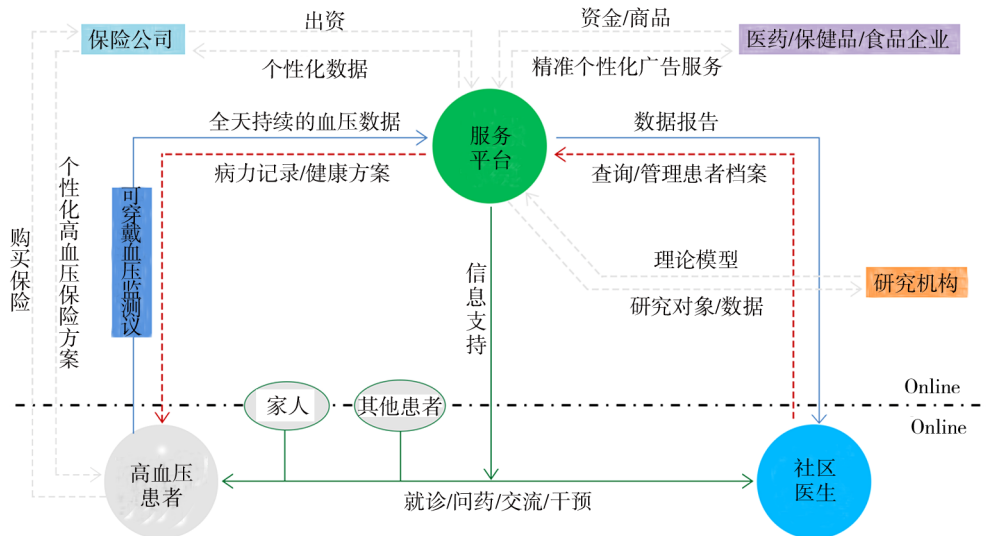 出资
资金/商品
保险公司
医药/保健品/食品企业
个性化数据
精准个性化广告服务
全天持续的血压数据
服务
平台
数据报告
病力记录/健康方案
查询/管理患者档案
购买保险
个性化高血压保险方案
可穿戴血压监测议
信息支持
理论模型
研究机构
研究对象/数据
Online
家人
其他患者
Online
高血压
患者
社区
医生
就诊/问药/交流/干预